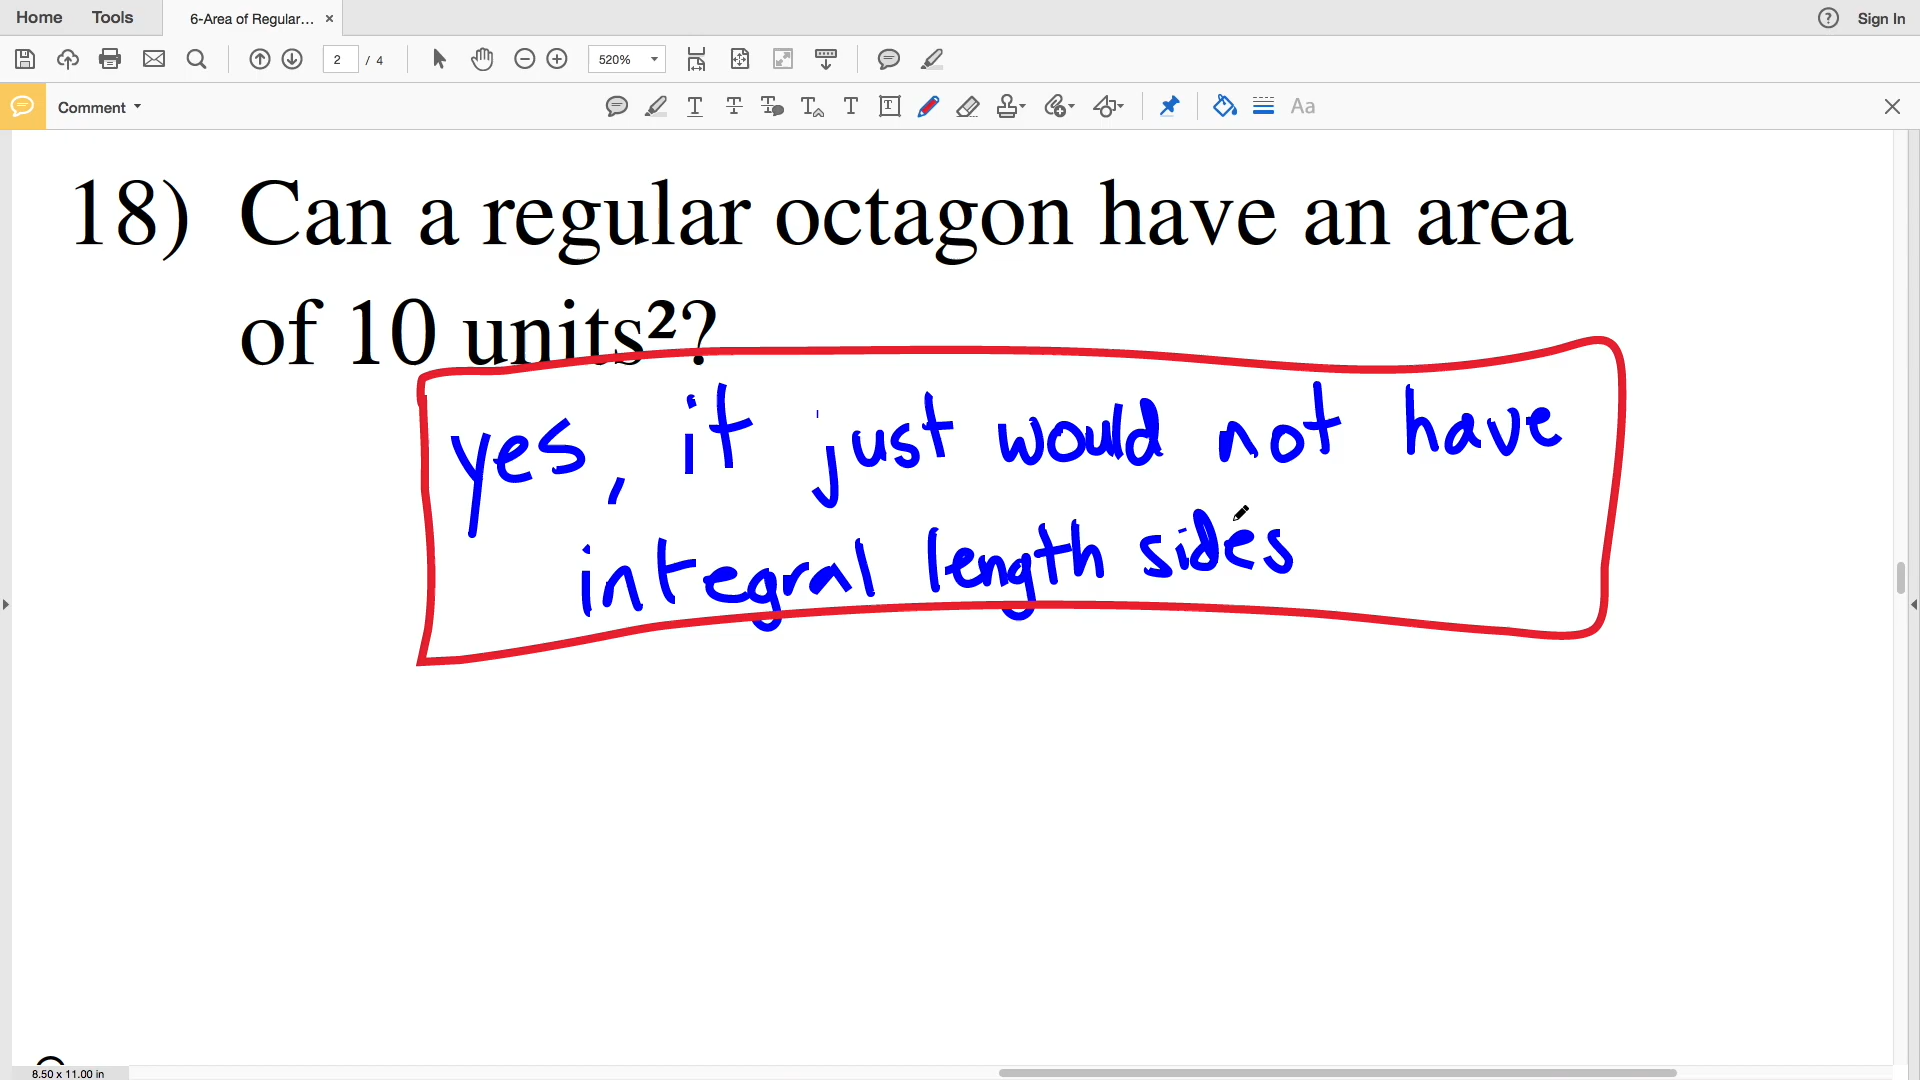 Home Tools 6-Area of Regular... × ? Sign In
2 / 4 520%
Comment Aa
18) Can a regular octagon have an area
of 10 units²?
yes, it just would not have
integral length sides
8.50 x 11.00 in